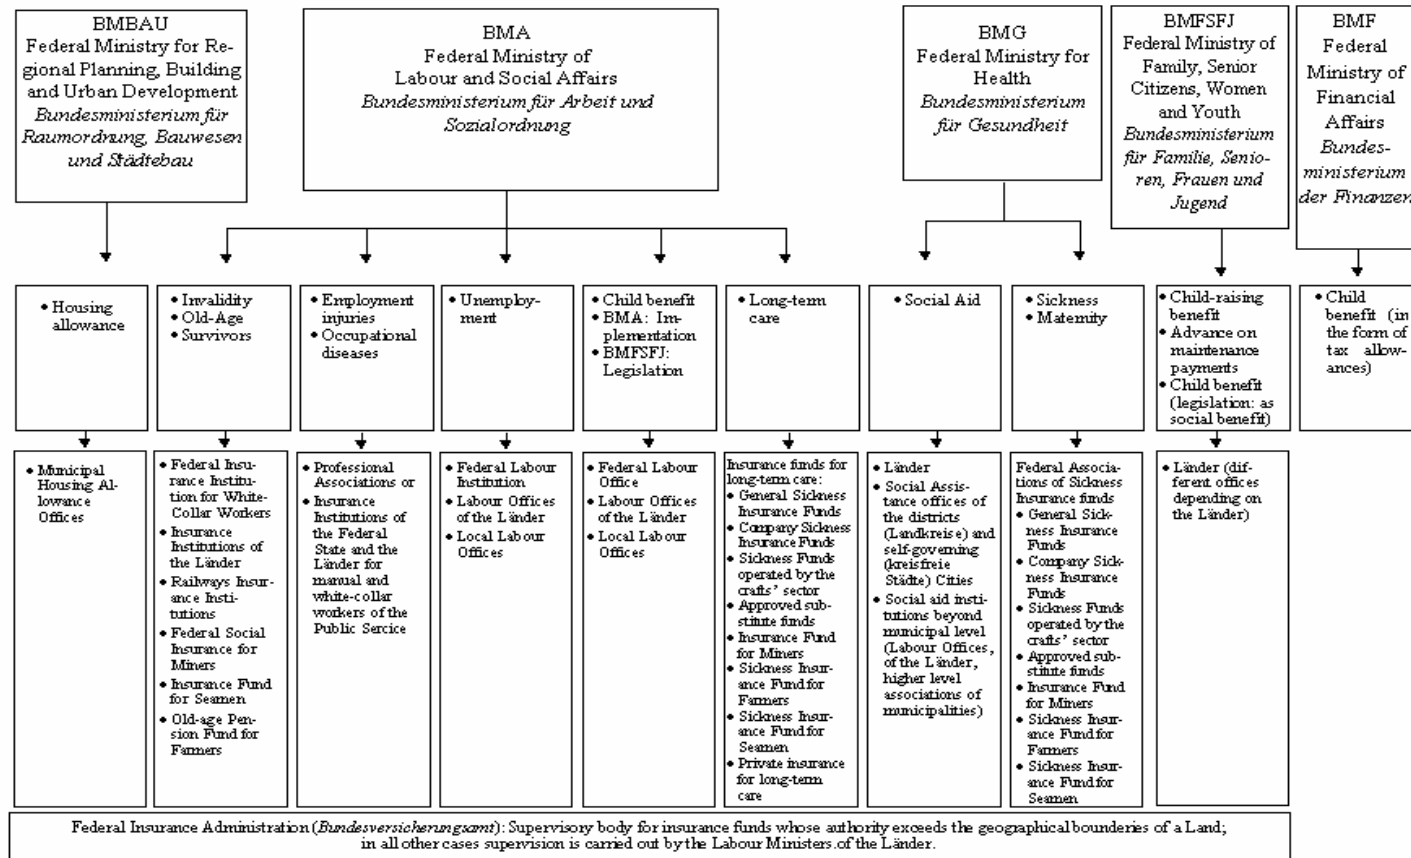 BMBAU
Federal Ministry for Re-
gional Planning, Building
and Urban Development
Bundesministerium für
Raumordnung, Bauwesen
und Städtebau
BMA
Federal Ministry of
Labour and Social Affairs
Bundesministerium für Arbeit und
Sozialordnung
BMG
Federal Ministry for
Health
Bundesministerium
für Gesundheit
BMFSFJ
Federal Ministry of
Family, Senior
Citizens, Women
and Youth
Bundesministerium
für Familie, Senio-
ren, Frauen und
Jugend
BMF
Federal
Ministry of
Financial
Affairs
Bundes-
ministerium
der Finanzen
• Housing
allowance
• Invalidity
• Old-Age
• Survivors
• Employment
injuries
• Occupational
diseases
• Unemploy-
ment
• Child benefit
• BMA: Im-
plementation
• BMFSFJ:
Legislation
• Long-term
care
• Social Aid
• Sickness
• Maternity
• Child-raising
benefit
• Advance on
maintenance
payments
• Child benefit
(legislation: as
social benefit)
• Child
benefit (in
the form of
tax allow-
ances)
• Municipal
Housing Al-
lowance
Offices
• Federal Insu-
rance Institu-
tion for White-
Collar Workers
• Insurance
Institutions of
the Länder
• Railways Insur-
ance Insti-
tutions
• Federal Social
Insurance for
Miners
• Insurance Fund
for Seamen
• Old-age Pen-
sion Fund for
Farmers
• Professional
Associations or
• Insurance
Institutions of
the Federal
State and the
Länder for
manual and
white-collar
workers of the
Public Sercice
• Federal Labour
Institution
• Labour Offices
of the Länder
• Local Labour
Offices
• Federal Labour
Office
• Labour Offices
of the Länder
• Local Labour
Offices
Insurance funds for
long-term care:
• General Sickness
Insurance Funds
• Company Sickness
Insurance Funds
• Sickness Funds
operated by the
crafts’ sector
• Approved sub-
stitute funds
• Insurance Fund
for Miners
• Sickness Insur-
ance Fund for
Farmers
• Sickness Insur-
ance Fund for
Seamen
• Private insurance
for long-term
care
• Länder
• Social Assis-
tance offices of
the districts
(Landkreise) and
self-governing
(kreisfreie
Städte) Cities
• Social aid insti-
tutions beyond
municipal level
(Labour Offices,
of the Länder,
higher level
associations of
municipalities)
Federal Associa-
tions of Sickness
Insurance funds
• General Sick-
ness Insurance
Funds
• Company Sick-
ness Insurance
Funds
• Sickness Funds
operated by the
crafts’ sector
• Approved sub-
stitute funds
• Insurance Fund
for Miners
• Sickness Insur-
ance Fund for
Farmers
• Sickness Insur-
ance Fund for
Seamen
• Länder (dif-
ferent offices
depending on
the Länder)
Federal Insurance Administration (Bundesversicherungsamt): Supervisory body for insurance funds whose authority exceeds the geographical bounderies of a Land;
in all other cases supervision is carried out by the Labour Ministers.of the Länder.